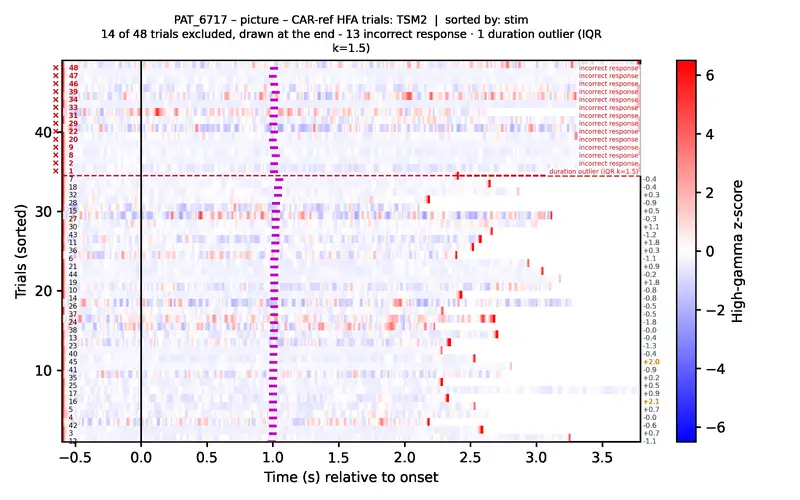 PAT_6717 – picture – CAR-ref HFA trials: TSM2 | sorted by: stim
14 of 48 trials excluded, drawn at the end - 13 incorrect response · 1 duration outlier (IQR
k=1.5)
× 48 incorrect response
× 47 incorrect response
× 46 incorrect response
× 39 incorrect response
× 34 incorrect response
× 33 incorrect response
× 31 incorrect response
× 29 incorrect response
× 22 incorrect response
× 20 incorrect response
× 9 incorrect response
× 8 incorrect response
× 2 incorrect response
× 1 duration outlier (IQR k=1.5)
7 -0.4
18 -0.4
32 +0.3
28 -0.9
15 +0.5
27 -0.3
30 +1.1
43 -1.2
11 +1.8
36 +0.3
6 -1.1
21 +0.9
44 -0.2
19 +1.8
10 -0.8
14 -0.8
26 -0.5
37 -0.5
24 -1.8
38 -0.0
13 -0.4
23 -1.3
40 -0.4
45 +2.0
41 -0.9
35 +0.2
25 +0.5
17 +0.9
16 +2.1
5 +0.7
4 -0.0
42 -0.6
3 +0.7
12 -1.1
Trials (sorted)
40
30
20
10
−0.5 0.0 0.5 1.0 1.5 2.0 2.5 3.0 3.5
Time (s) relative to onset
6
4
2
0
−2
−4
−6
High-gamma z-score